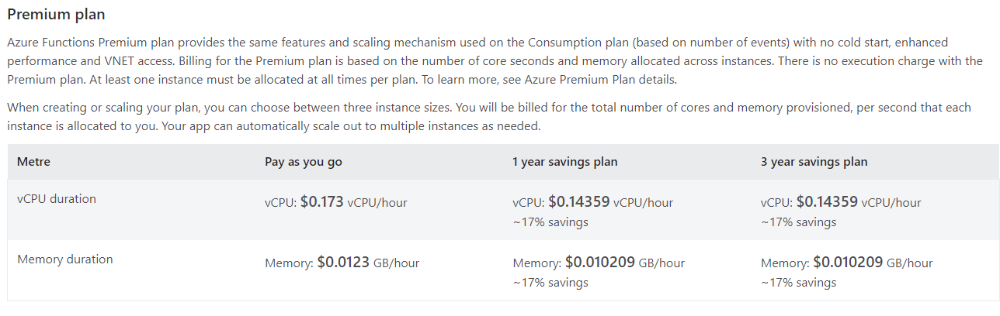 Premium plan
Azure Functions Premium plan provides the same features and scaling mechanism used on the Consumption plan (based on number of events) with no cold start, enhanced
performance and VNET access. Billing for the Premium plan is based on the number of core seconds and memory allocated across instances. There is no execution charge with the
Premium plan. At least one instance must be allocated at all times per plan. To learn more, see Azure Premium Plan details.
When creating or scaling your plan, you can choose between three instance sizes. You will be billed for the total number of cores and memory provisioned, per second that each
instance is allocated to you. Your app can automatically scale out to multiple instances as needed.
Metre Pay as you go 1 year savings plan 3 year savings plan
vCPU duration vCPU: $0.173 vCPU/hour vCPU: $0.14359 vCPU/hour vCPU: $0.14359 vCPU/hour
~17% savings ~17% savings
Memory duration Memory: $0.0123 GB/hour Memory: $0.010209 GB/hour Memory: $0.010209 GB/hour
~17% savings ~17% savings